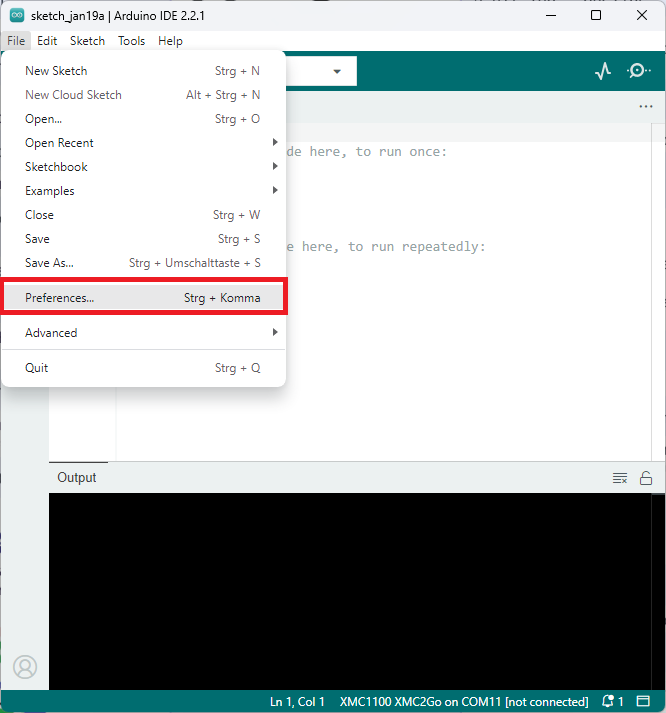 sketch_jan19a | Arduino IDE 2.2.1
File Edit Sketch Tools Help
New Sketch Strg + N
New Cloud Sketch Alt + Strg + N
Open... Strg + O
Open Recent
Sketchbook
Examples
Close Strg + W
Save Strg + S
Save As... Strg + Umschalttaste + S
Preferences... Strg + Komma
Advanced
Quit Strg + Q
de here, to run once:
e here, to run repeatedly:
Output
Ln 1, Col 1 XMC1100 XMC2Go on COM11 [not connected] 1